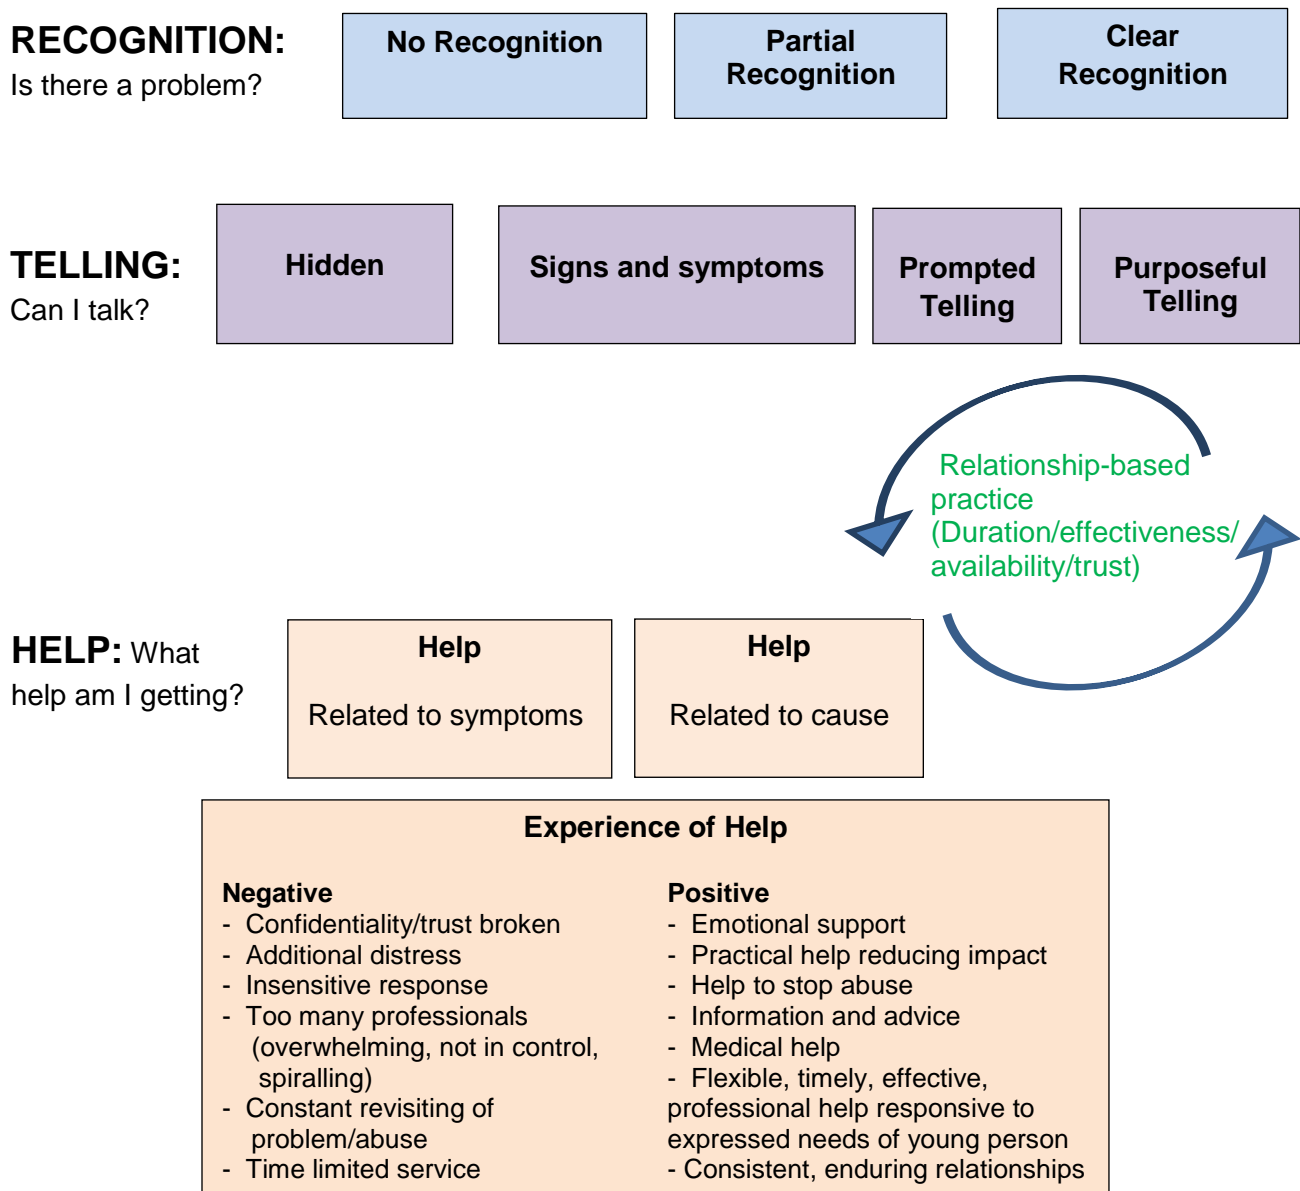 RECOGNITION:
Is there a problem?
No Recognition
Partial
Recognition
Clear
Recognition
TELLING:
Can I talk?
Hidden
Signs and symptoms
Prompted
Telling
Purposeful
Telling
Relationship-based
practice
(Duration/effectiveness/
availability/trust)
HELP: What
help am I getting?
Help
Related to symptoms
Help
Related to cause
Experience of Help
Negative
- Confidentiality/trust broken
- Additional distress
- Insensitive response
- Too many professionals
(overwhelming, not in control,
spiralling)
- Constant revisiting of
problem/abuse
- Time limited service
Positive
- Emotional support
- Practical help reducing impact
- Help to stop abuse
- Information and advice
- Medical help
- Flexible, timely, effective,
professional help responsive to
expressed needs of young person
- Consistent, enduring relationships